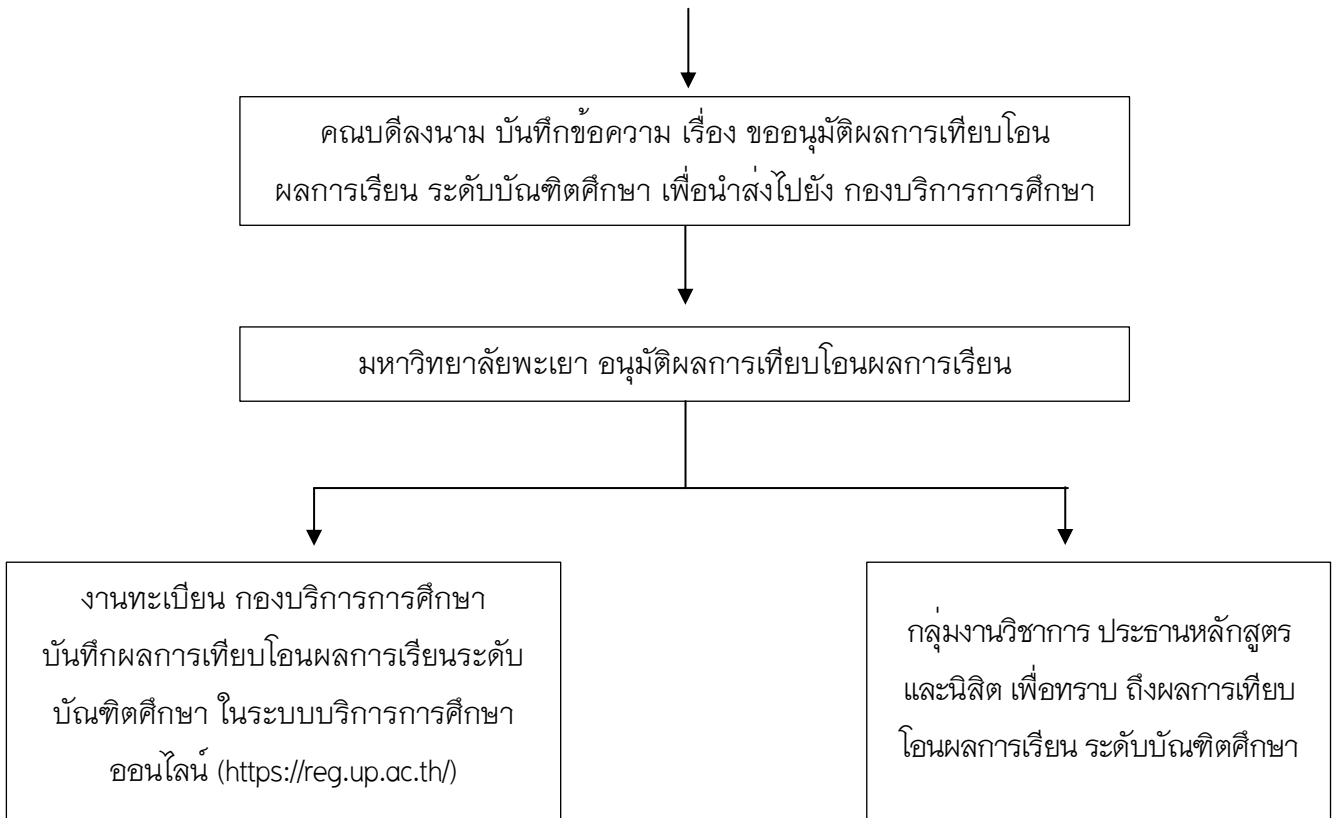 คณบดีลงนาม บันทึกข้อความ เรื่อง ขออนุมัติผลการเทียบโอน
ผลการเรียน ระดับบัณฑิตศึกษา เพื่อนำส่งไปยัง กองบริการการศึกษา
มหาวิทยาลัยพะเยา อนุมัติผลการเทียบโอนผลการเรียน
งานทะเบียน กองบริการการศึกษา
บันทึกผลการเทียบโอนผลการเรียนระดับ
บัณฑิตศึกษา ในระบบบริการการศึกษา
ออนไลน์ (https://reg.up.ac.th/)
กลุ่มงานวิชาการ ประธานหลักสูตร
และนิสิต เพื่อทราบ ถึงผลการเทียบ
โอนผลการเรียน ระดับบัณฑิตศึกษา